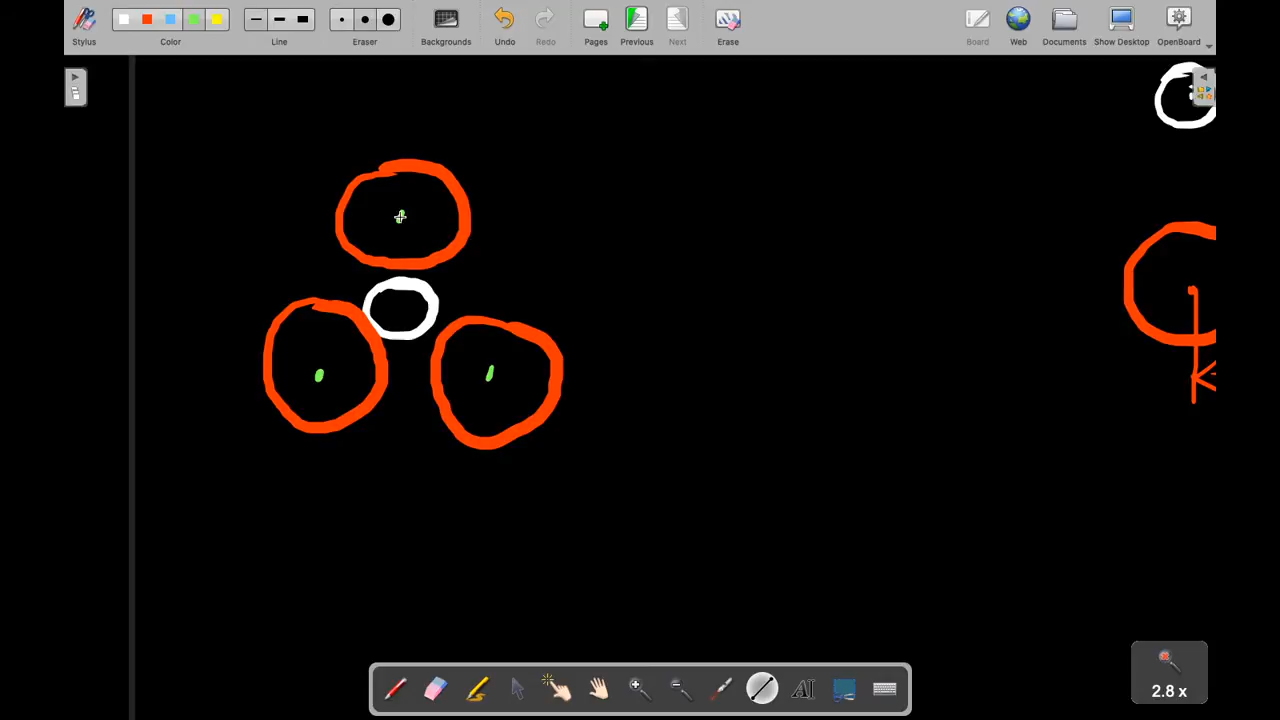 Stylus Color Line Eraser Backgrounds Undo Redo Pages Previous Next Erase Board Web Documents Show Desktop OpenBoard
AI
2.8 x